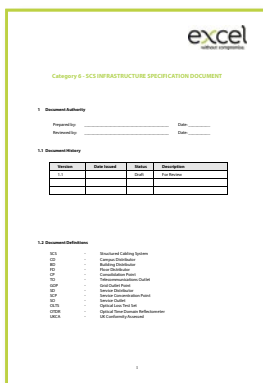 excel
without compromise.
Category 6 - SCS INFRASTRUCTURE SPECIFICATION DOCUMENT
1 Document Authority
Prepared by: ______________________ Date: __________
Reviewed by: ______________________ Date: __________
1.1 Document History
Version Date Issued Status Description
1.1 Draft For Review
1.2 Document Definitions
SCS - Structured Cabling System
CD - Campus Distributor
BD - Building Distributor
FD - Floor Distributor
CP - Consolidation Point
TO - Telecommunications Outlet
GOP - Grid Outlet Point
SD - Service Distributor
SCP - Service Concentration Point
SO - Service Outlet
OLTS - Optical Loss Test Set
OTDR - Optical Time Domain Reflectometer
UKCA - UK Conformity Assessed